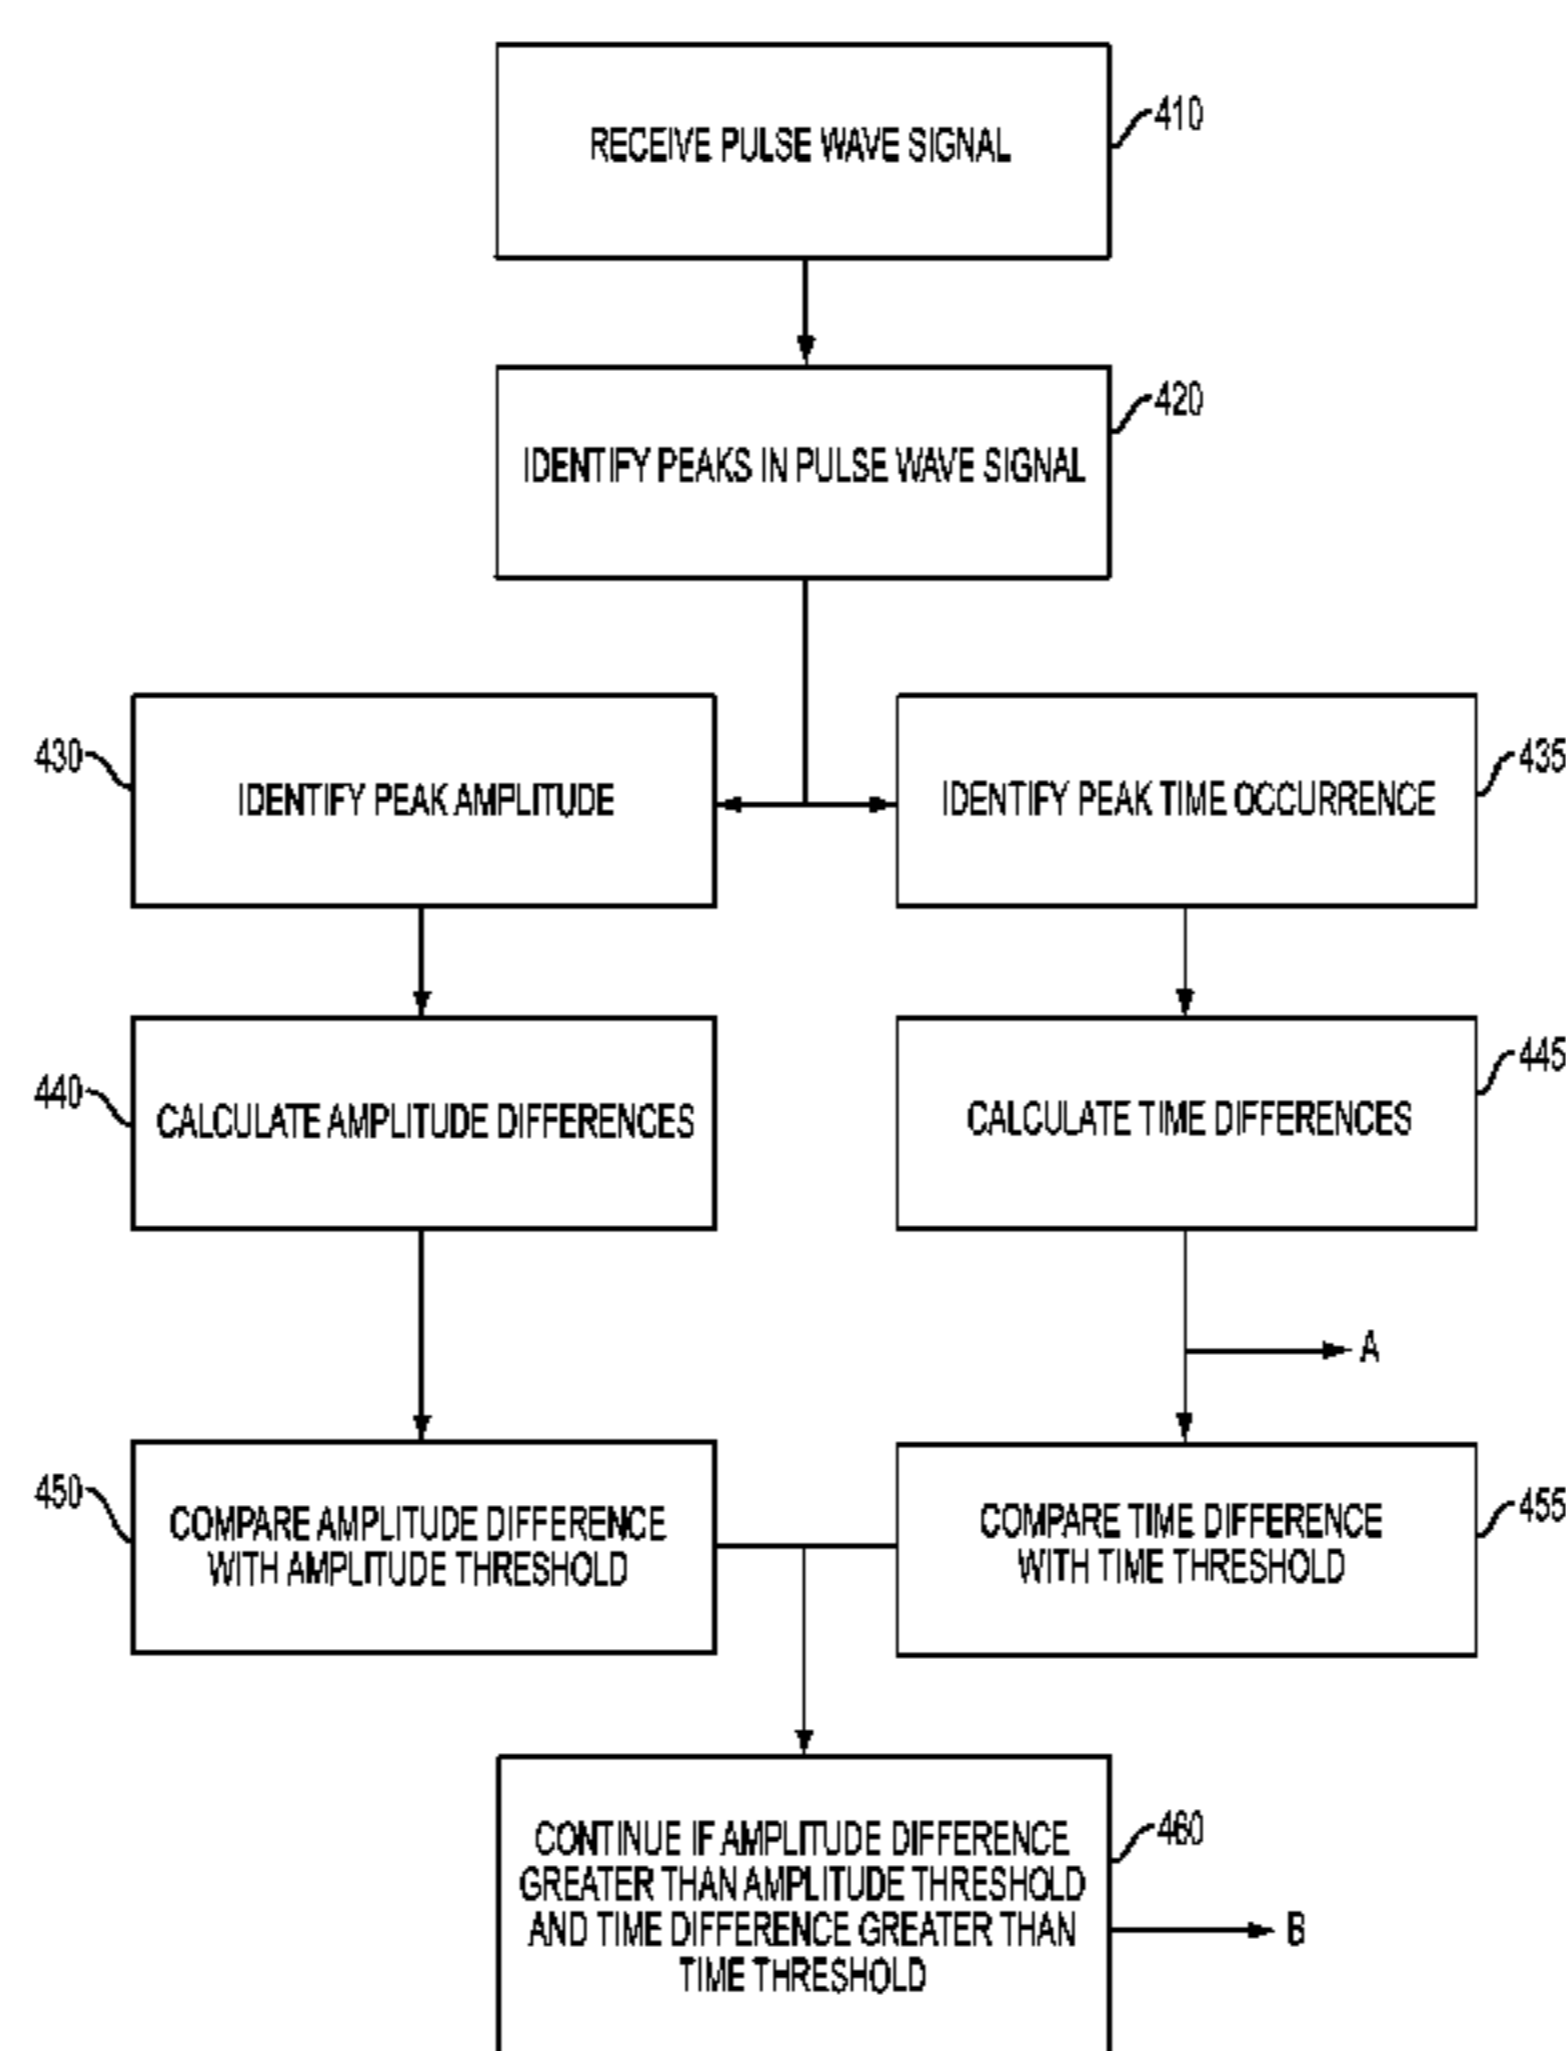 RECEIVE PULSE WAVE SIGNAL
410
IDENTIFY PEAKS IN PULSE WAVE SIGNAL
420
430
IDENTIFY PEAK AMPLITUDE
IDENTIFY PEAK TIME OCCURRENCE
435
440
CALCULATE AMPLITUDE DIFFERENCES
CALCULATE TIME DIFFERENCES
445
A
450
COMPARE AMPLITUDE DIFFERENCE
WITH AMPLITUDE THRESHOLD
COMPARE TIME DIFFERENCE
WITH TIME THRESHOLD
455
CONTINUE IF AMPLITUDE DIFFERENCE
GREATER THAN AMPLITUDE THRESHOLD
AND TIME DIFFERENCE GREATER THAN
TIME THRESHOLD
460
B